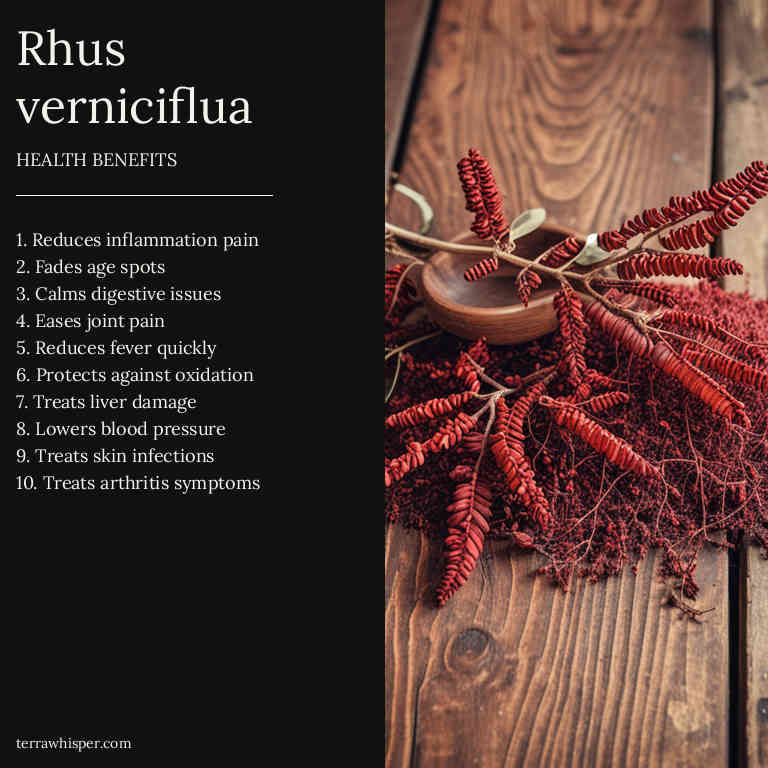 Rhus
verniciflua
HEALTH BENEFITS
1. Reduces inflammation pain
2. Fades age spots
3. Calms digestive issues
4. Eases joint pain
5. Reduces fever quickly
6. Protects against oxidation
7. Treats liver damage
8. Lowers blood pressure
9. Treats skin infections
10. Treats arthritis symptoms
terrawhisper.com